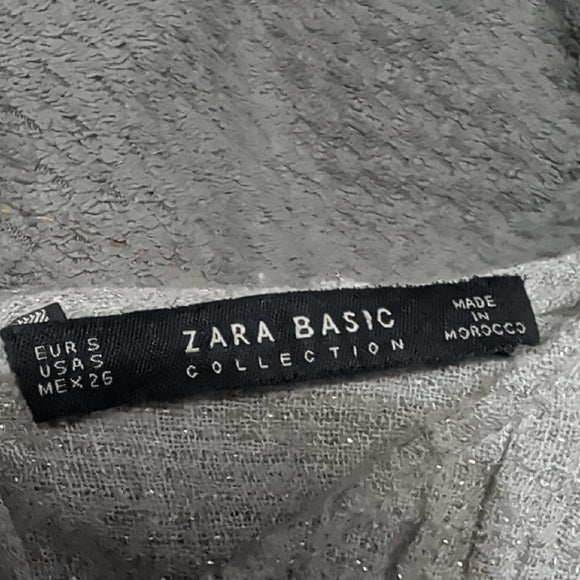 EUR S
USA S
MEX 26
ZARA BASIC
COLLECTION
MADE
IN
MOROCCO